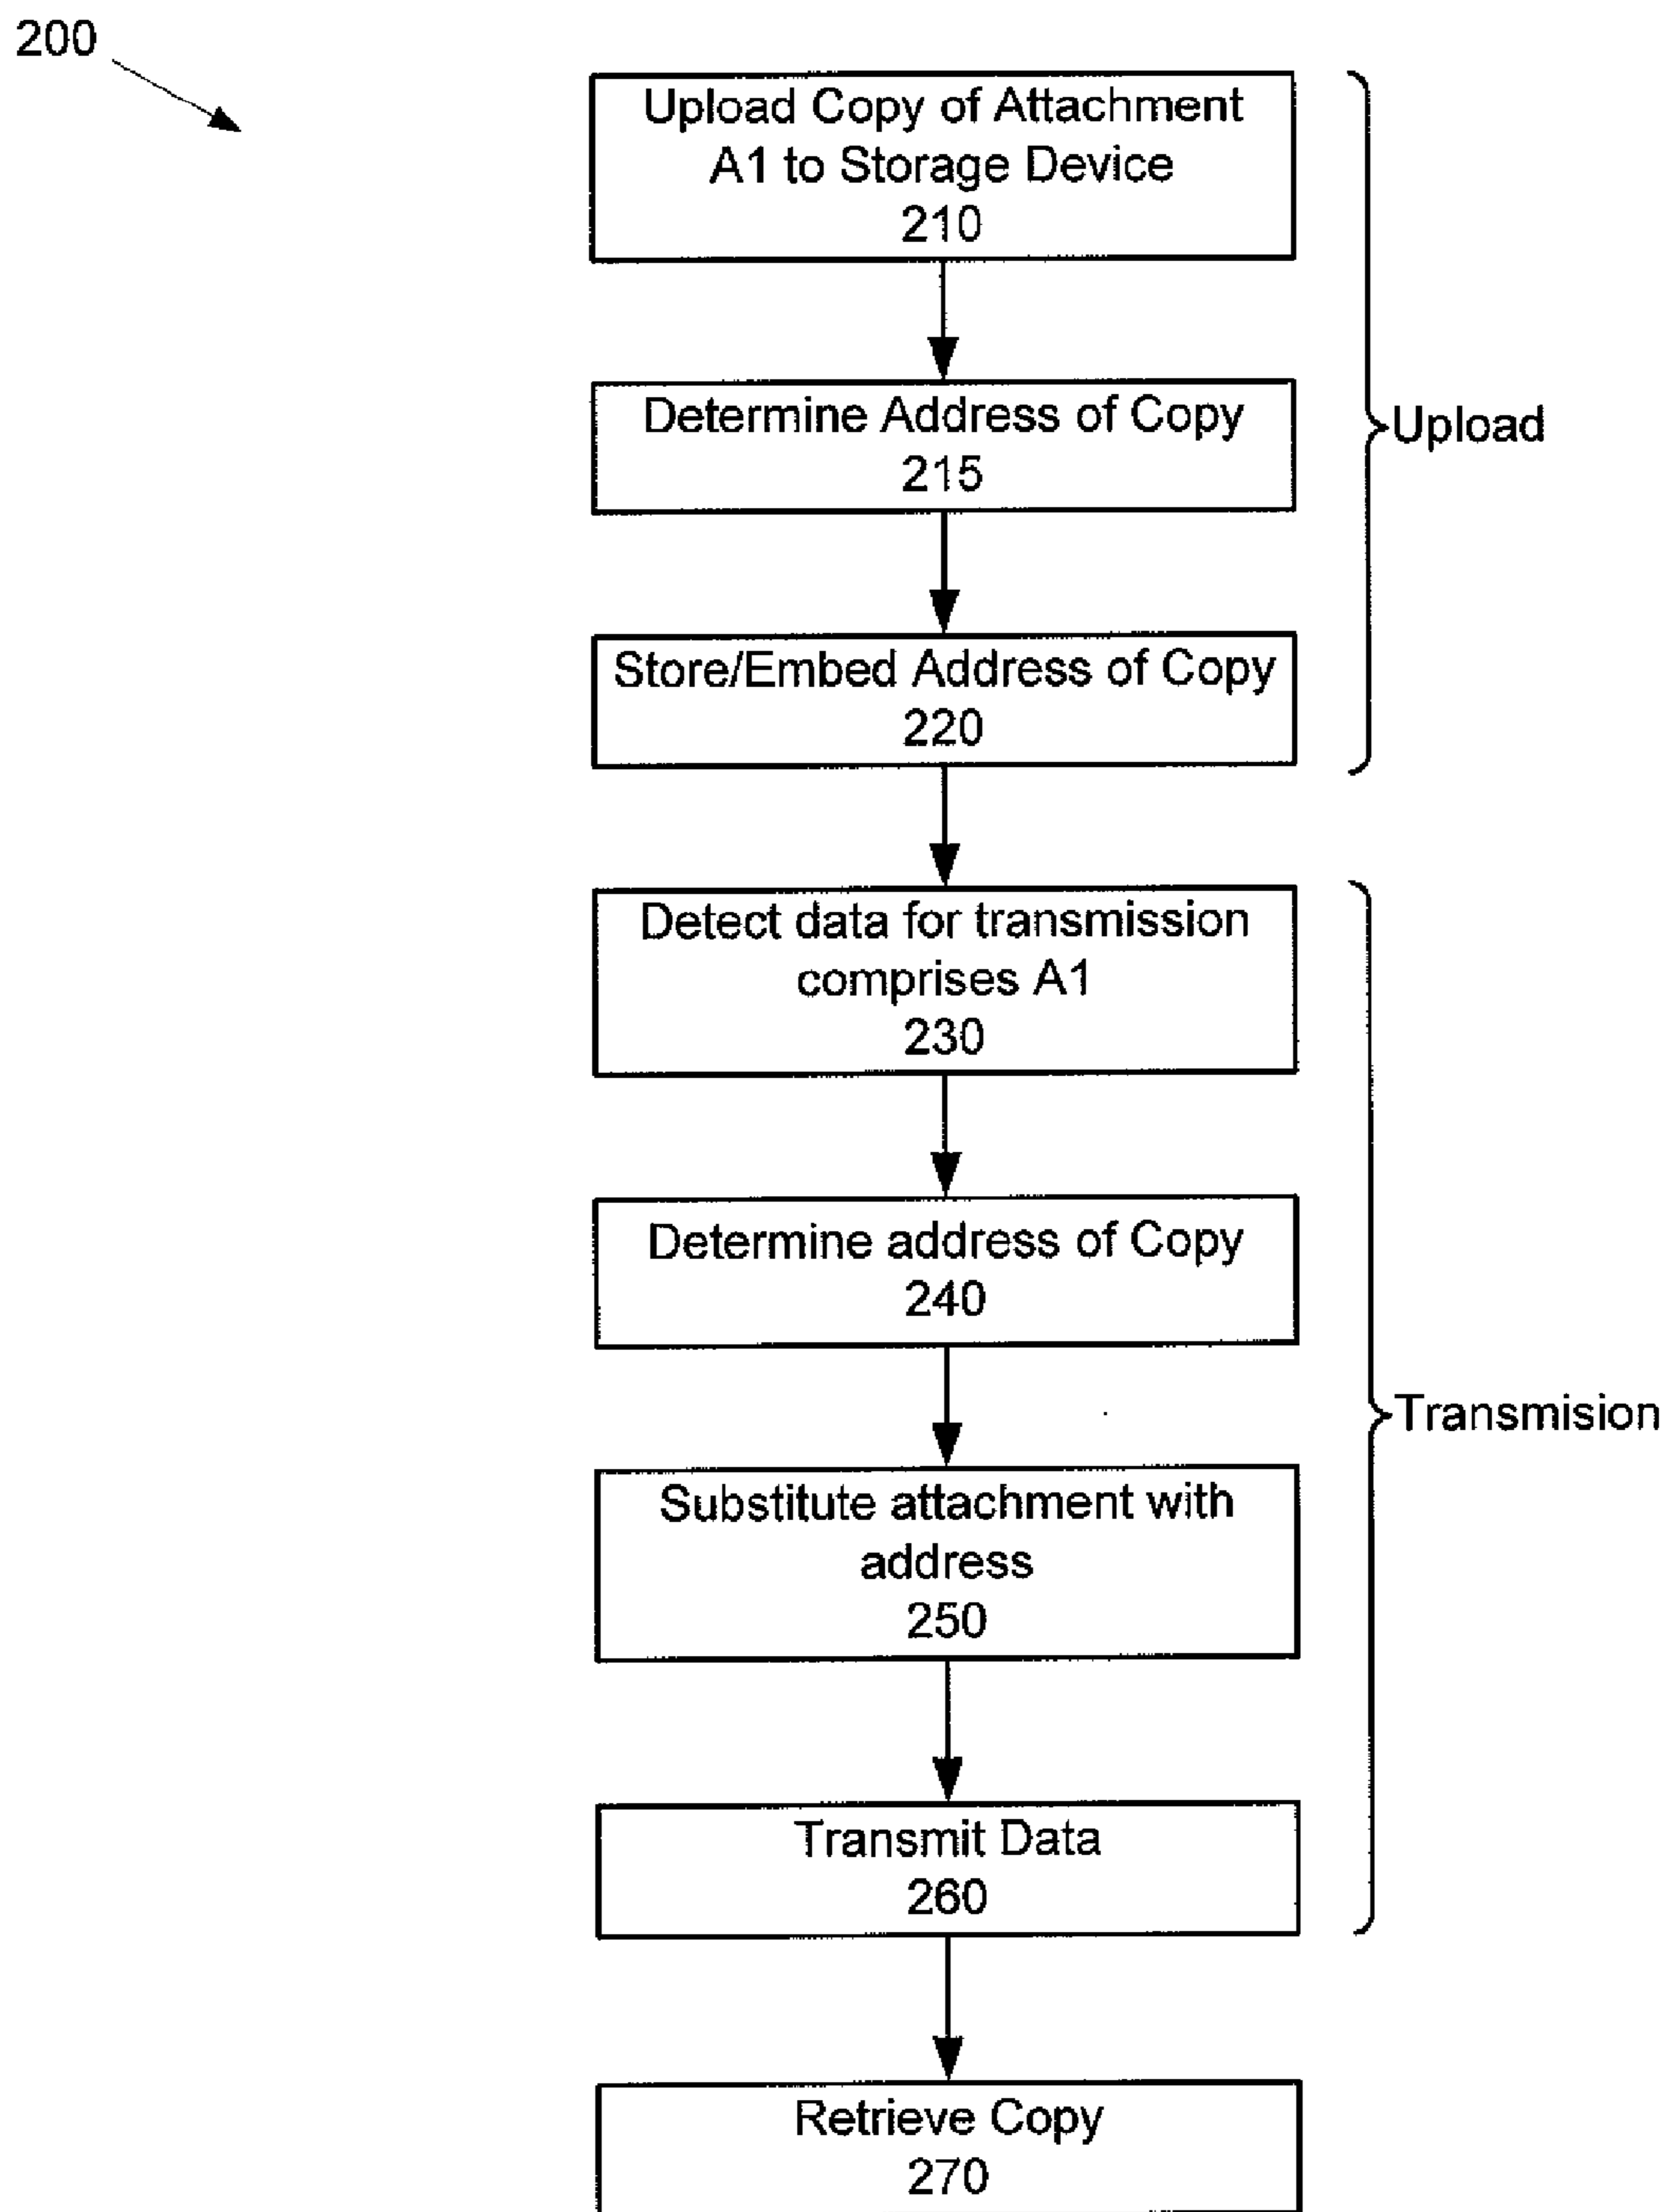 200
Upload Copy of Attachment
A1 to Storage Device
210
Determine Address of Copy
215
Upload
Store/Embed Address of Copy
220
Detect data for transmission
comprises A1
230
Determine address of Copy
240
Transmision
Substitute attachment with
address
250
Transmit Data
260
Retrieve Copy
270